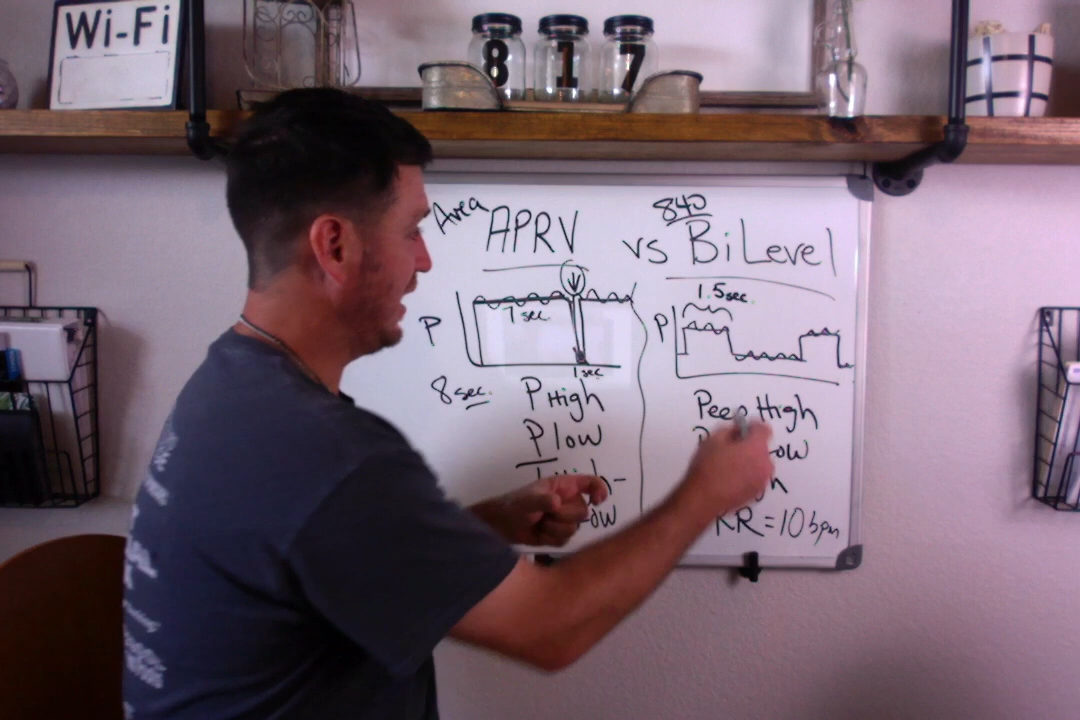 Wi-Fi
8 1 7
Area APRV
840
vs BiLevel
P
7 sec.
1 sec.
8 sec.
P High
P low
P
1.5 sec.
Peep High
RR = 10 bpm